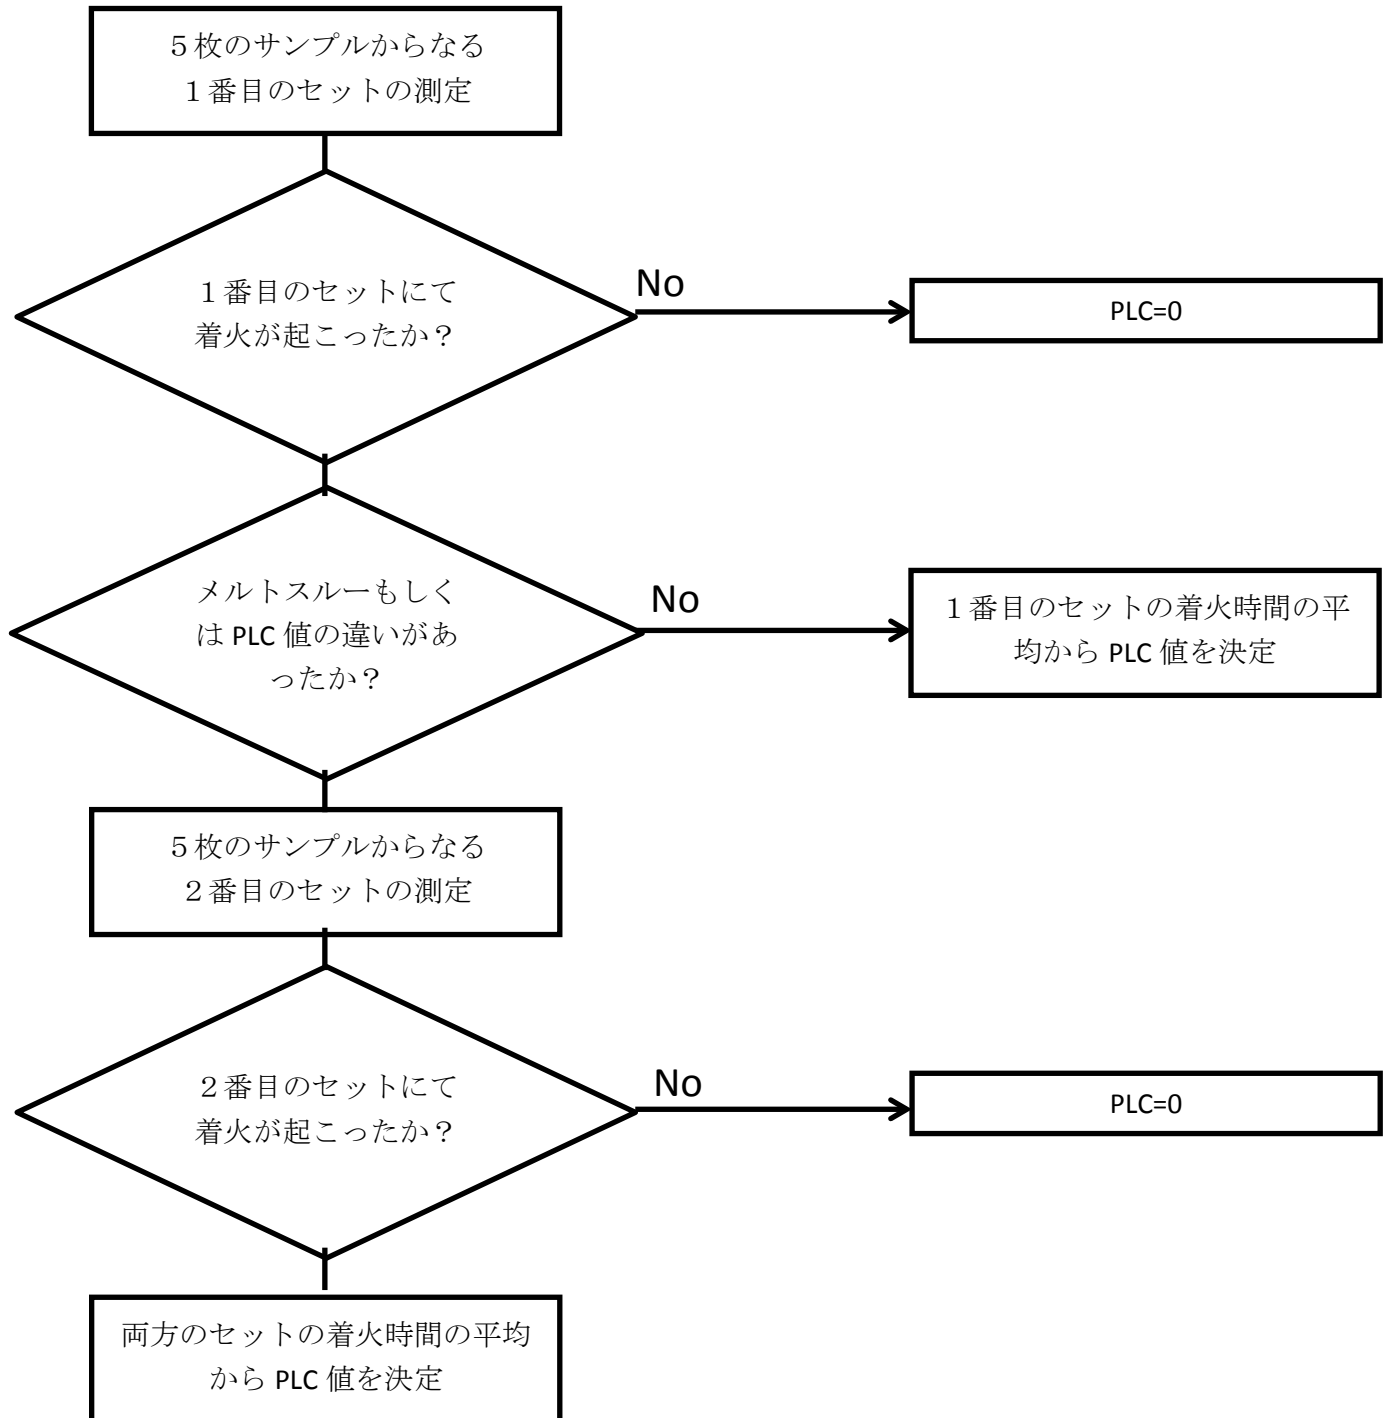 ５枚のサンプルからなる
１番目のセットの測定
１番目のセットにて
着火が起こったか？
No
PLC=0
メルトスルーもしく
は PLC 値の違いがあ
ったか？
No
１番目のセットの着火時間の平
均から PLC 値を決定
５枚のサンプルからなる
２番目のセットの測定
２番目のセットにて
着火が起こったか？
No
PLC=0
両方のセットの着火時間の平均
から PLC 値を決定